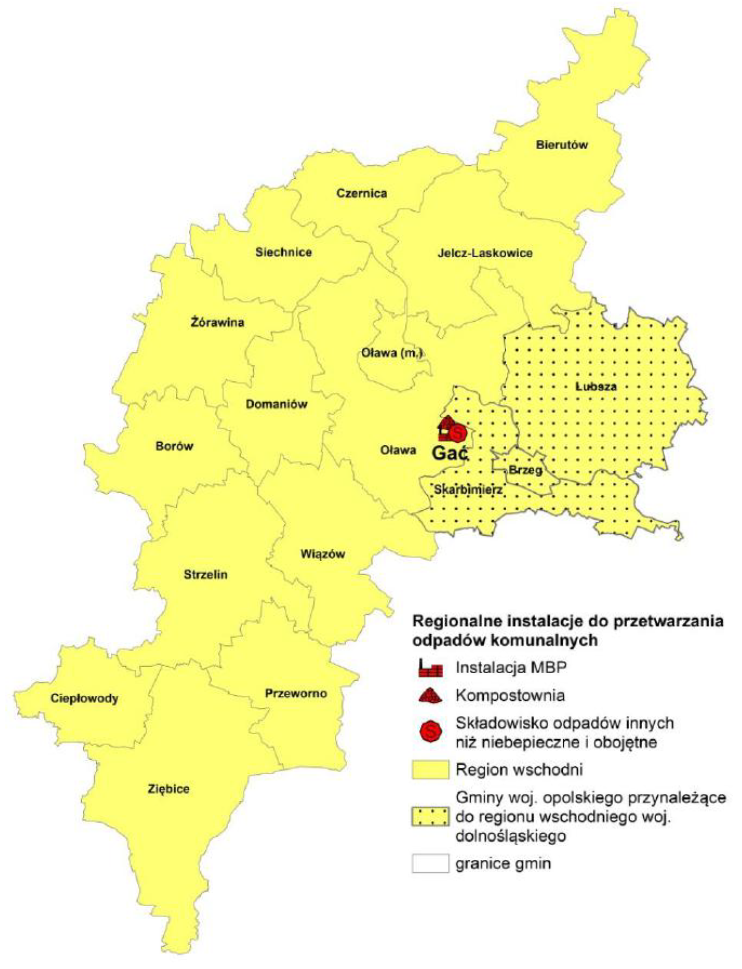 Bierutów
Czernica
Siechnice
Jelcz-Laskowice
Żórawina
Oława (m.)
Łubsza
Domaniów
Borów
Oława
Gać
Brzeg
Skarbimierz
Wiązów
Strzelin
Ciepłowody
Przeworno
Ziębice
Regionalne instalacje do przetwarzania
odpadów komunalnych
Instalacja MBP
Kompostownia
S
Składowisko odpadów innych
niż niebepieczne i obojętne
Region wschodni
Gminy woj. opolskiego przynależące
do regionu wschodniego woj.
dolnośląskiego
granice gmin